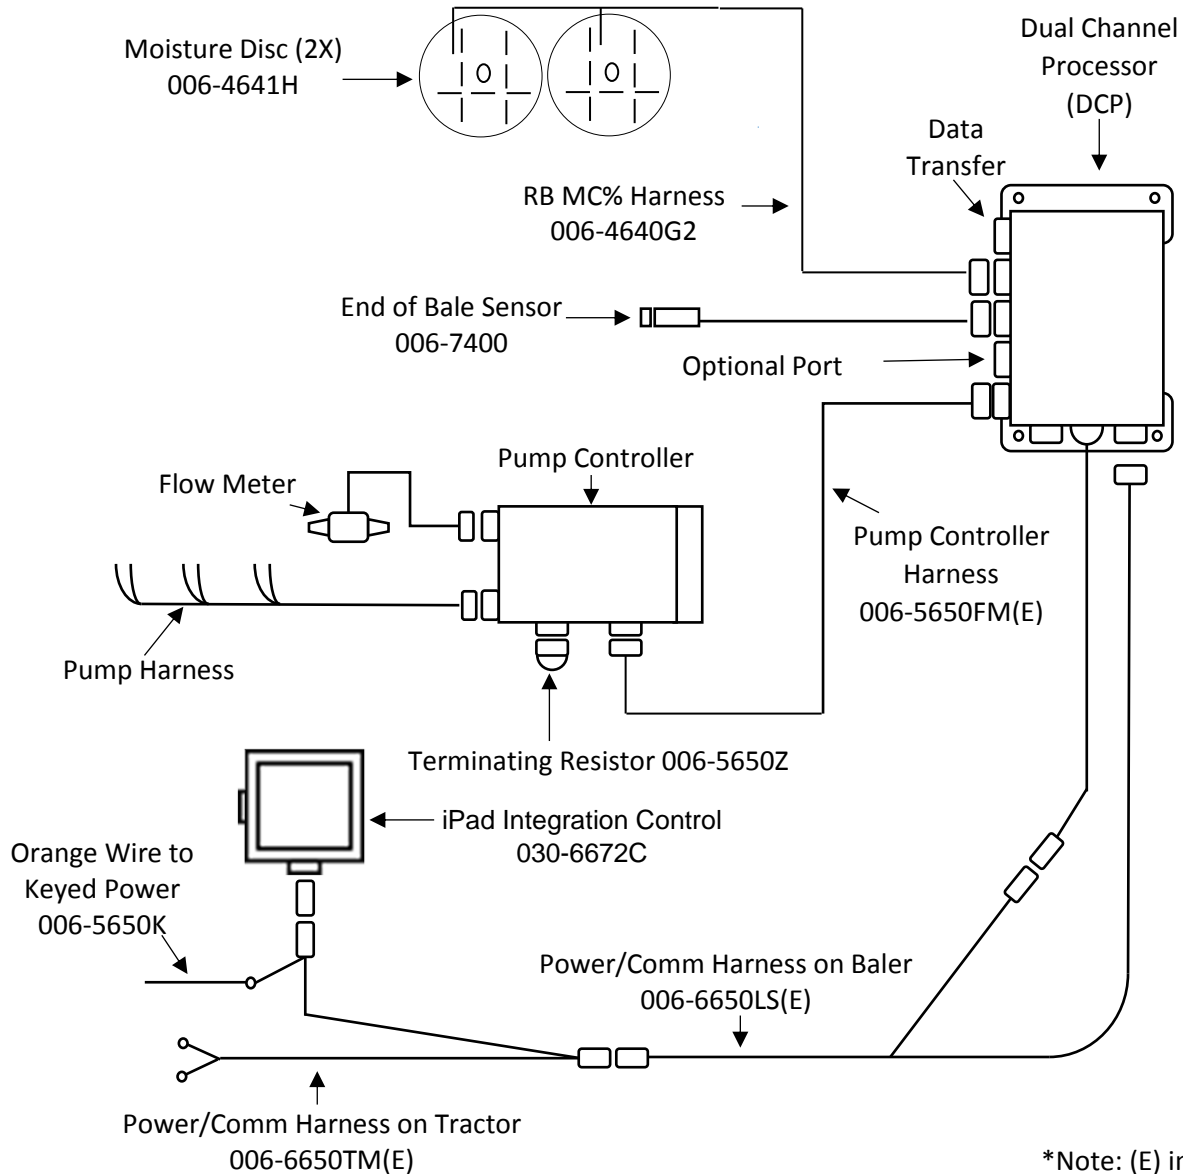 Moisture Disc (2X)
006-4641H
Dual Channel
Processor
(DCP)
Data
Transfer
RB MC% Harness
006-4640G2
End of Bale Sensor
006-7400
Optional Port
Pump Controller
Flow Meter
Pump Controller
Harness
006-5650FM(E)
Pump Harness
Terminating Resistor 006-5650Z
iPad Integration Control
030-6672C
Orange Wire to
Keyed Power
006-5650K
Power/Comm Harness on Baler
006-6650LS(E)
Power/Comm Harness on Tractor
006-6650TM(E)
*Note: (E) in